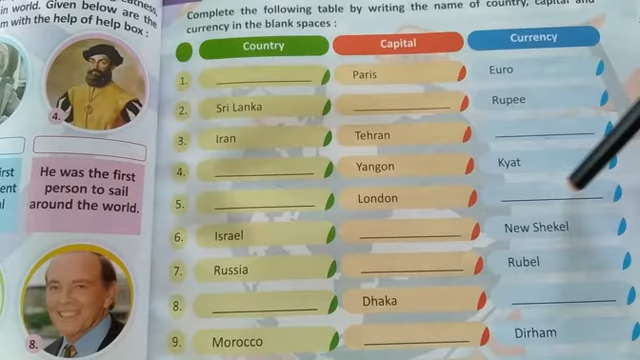 in world. Given below are the
m with the help of help box :
4.
He was the first
person to sail
around the world.
8.
Complete the following table by writing the name of country, capital and
currency in the blank spaces :
Country Capital Currency
1. Paris Euro
2. Sri Lanka Rupee
3. Iran Tehran
4. Yangon Kyat
5. London
6. Israel New Shekel
7. Russia Rubel
8. Dhaka
9. Morocco Dirham